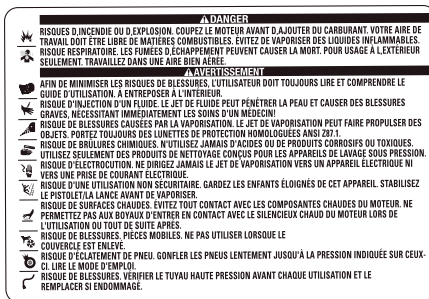 DANGER
RISQUES D,INCENDIE OU D,EXPLOSION. COUPEZ LE MOTEUR AVANT D,AJOUTER DU CARBURANT. VOTRE AIRE DE
TRAVAIL DOIT ÊTRE LIBRE DE MATIÈRES COMBUSTIBLES. ÉVITEZ DE VAPORISER DES LIQUIDES INFLAMMABLES.
RISQUE RESPIRATOIRE. LES FUMÉES D,ÉCHAPPEMENT PEUVENT CAUSER LA MORT. POUR USAGE À L,EXTÉRIEUR
SEULEMENT. TRAVAILLEZ DANS UNE AIRE BIEN AÉRÉE.
AVERTISSEMENT
AFIN DE MINIMISER LES RISQUES DE BLESSURES, L'UTILISATEUR DOIT TOUJOURS LIRE ET COMPRENDRE LE
GUIDE D'UTILISATION. À ENTREPOSER À L'INTÉRIEUR.
RISQUE D'INJECTION D'UN FLUIDE. LE JET DE FLUIDE PEUT PÉNÉTRER LA PEAU ET CAUSER DES BLESSURES
GRAVES, NÉCESSITANT IMMÉDIATEMENT LES SOINS D'UN MÉDECIN!
RISQUE DE BLESSURES CAUSÉES PAR LA VAPORISATION. LE JET DE VAPORISATION PEUT FAIRE PROPULSER DES
OBJETS. PORTEZ TOUJOURS DES LUNETTES DE PROTECTION HOMOLOGUÉES ANSI Z87.1.
RISQUE DE BRÛLURES CHIMIQUES. N'UTILISEZ JAMAIS D'ACIDES OU DE PRODUITS CORROSIFS OU TOXIQUES.
UTILISEZ SEULEMENT DES PRODUITS DE NETTOYAGE CONÇUS POUR LES APPAREILS DE LAVAGE SOUS PRESSION.
RISQUE D'ÉLECTROCUTION. NE DIRIGEZ JAMAIS LE JET DE VAPORISATION VERS UN APPAREIL ÉLECTRIQUE NI
VERS UNE PRISE DE COURANT ÉLECTRIQUE.
RISQUE D'UNE UTILISATION NON SÉCURITAIRE. GARDEZ LES ENFANTS ÉLOIGNÉS DE CET APPAREIL. STABILISEZ
LE PISTOLET/LA LANCE AVANT DE VAPORISER.
RISQUE DE SURFACES CHAUDES. ÉVITEZ TOUT CONTACT AVEC LES COMPOSANTES CHAUDES DU MOTEUR. NE
PERMETTEZ PAS AUX BOYAUX D'ENTRER EN CONTACT AVEC LE SILENCIEUX CHAUD DU MOTEUR LORS DE
L'UTILISATION OU TOUT DE SUITE APRÈS.
RISQUE DE BLESSURES. PIÈCES MOBILES. NE PAS UTILISER LORSQUE LE
COUVERCLE EST ENLEVÉ.
RISQUE D'ÉCLATEMENT DE PNEU. GONFLER LES PNEUS LENTEMENT JUSQU'À LA PRESSION INDIQUÉE SUR CEUX-
CI. LIRE LE MODE D'EMPLOI.
RISQUE DE BLESSURES. VÉRIFIER LE TUYAU HAUTE PRESSION AVANT CHAQUE UTILISATION ET LE
REMPLACER SI ENDOMMAGÉ.